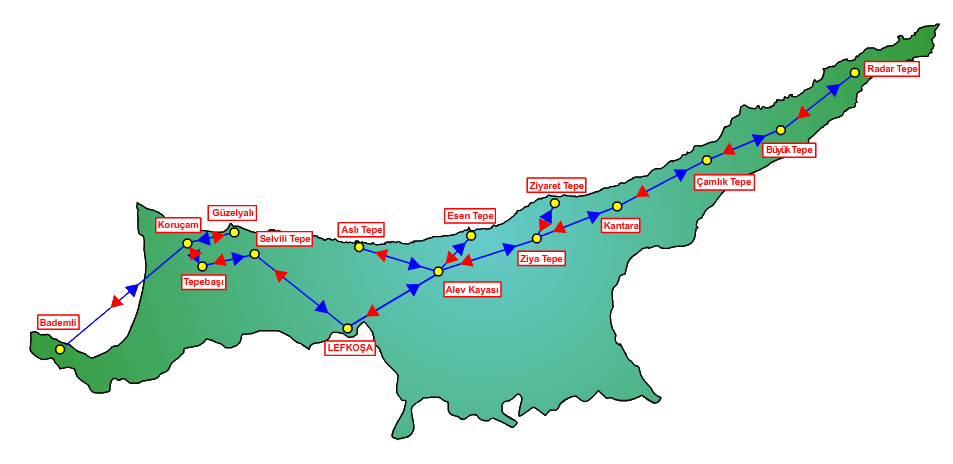 Radar Tepe
Büyük Tepe
Çamlık Tepe
Ziyaret Tepe
Kantara
Esen Tepe
Ziya Tepe
Güzelyalı
Koruçam
Selvili Tepe
Aslı Tepe
Tepebaşı
Alev Kayası
Bademli
LEFKOŞA